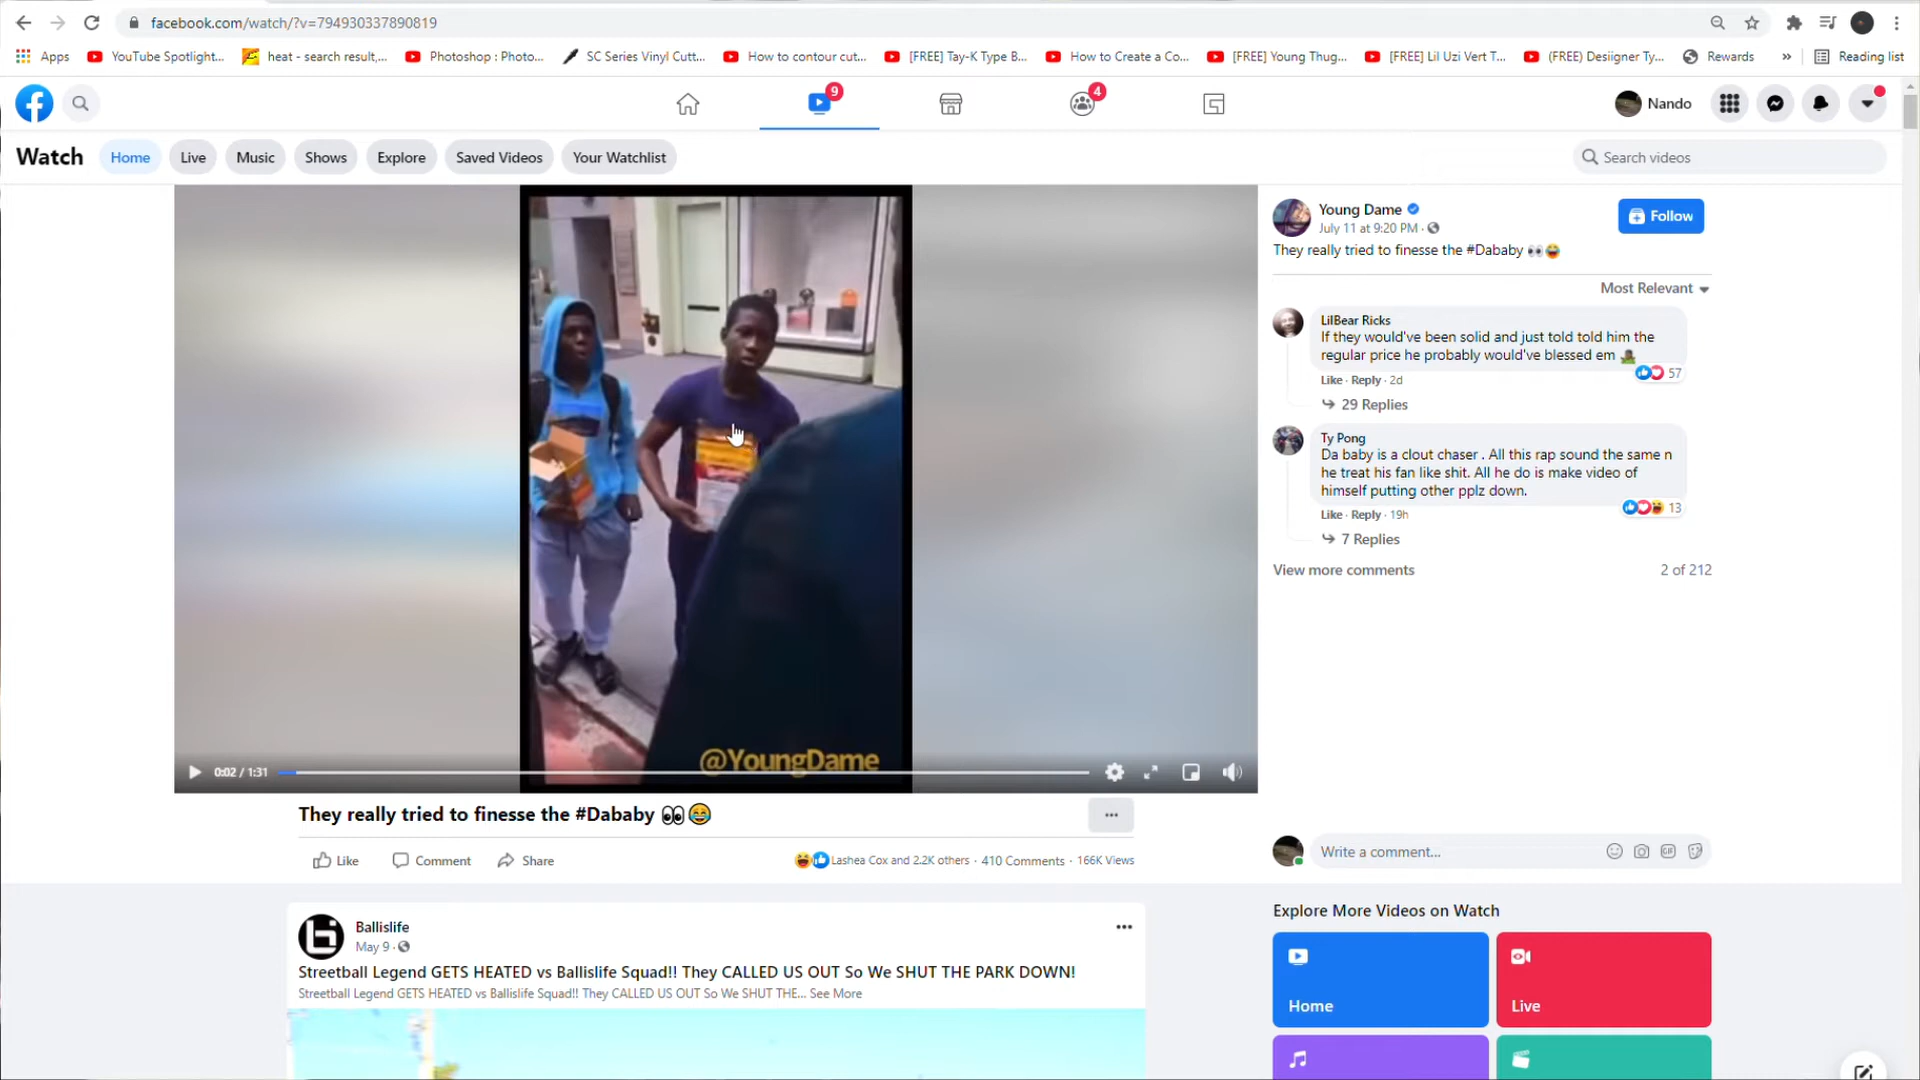 facebook.com/watch/?v=794930337890819
Apps
YouTube Spotlight...
heat - search result,...
Photoshop : Photo...
SC Series Vinyl Cutt...
How to contour cut...
[FREE] Tay-K Type B...
How to Create a Co...
[FREE] Young Thug...
[FREE] Lil Uzi Vert T...
(FREE) Desiigner Ty...
Rewards
»
Reading list
9
4
Nando
Watch
Home
Live
Music
Shows
Explore
Saved Videos
Your Watchlist
Search videos
@YoungDame
0:02 / 1:31
They really tried to finesse the #Dababy 👀😂
...
Like
Comment
Share
Lashea Cox and 2.2K others · 410 Comments · 166K Views
Young Dame
July 11 at 9:20 PM ·
Follow
They really tried to finesse the #Dababy 👀😂
Most Relevant
LilBear Ricks
If they would've been solid and just told told him the
regular price he probably would've blessed em
57
Like · Reply · 2d
29 Replies
Ty Pong
Da baby is a clout chaser . All this rap sound the same n
he treat his fan like shit. All he do is make video of
himself putting other pplz down.
13
Like · Reply · 19h
7 Replies
View more comments
2 of 212
Write a comment...
GIF
Ballislife
May 9 ·
...
Streetball Legend GETS HEATED vs Ballislife Squad!! They CALLED US OUT So We SHUT THE PARK DOWN!
Streetball Legend GETS HEATED vs Ballislife Squad!! They CALLED US OUT So We SHUT THE... See More
Explore More Videos on Watch
Home
Live